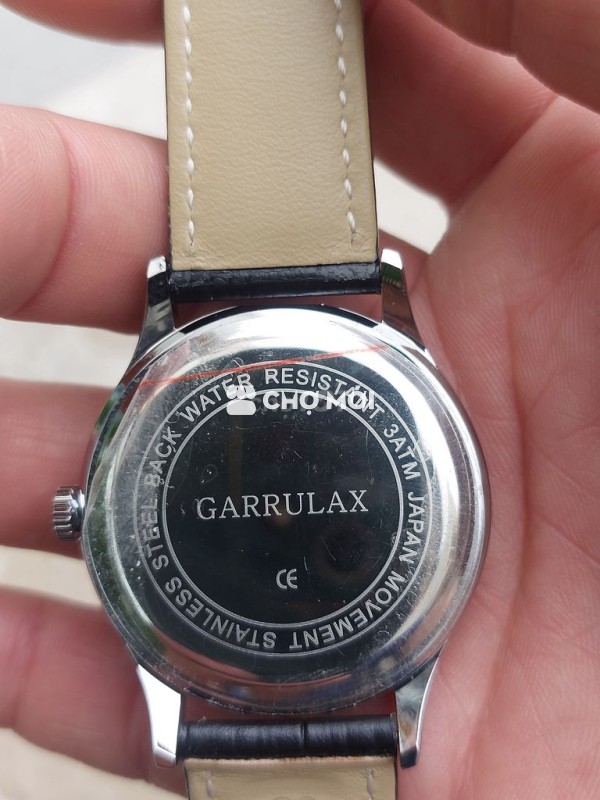 WATER RESISTANT 3ATM JAPAN MOVEMENT STAINLESS STEEL BACK
CHỢ MỚI
GARRULAX
CE